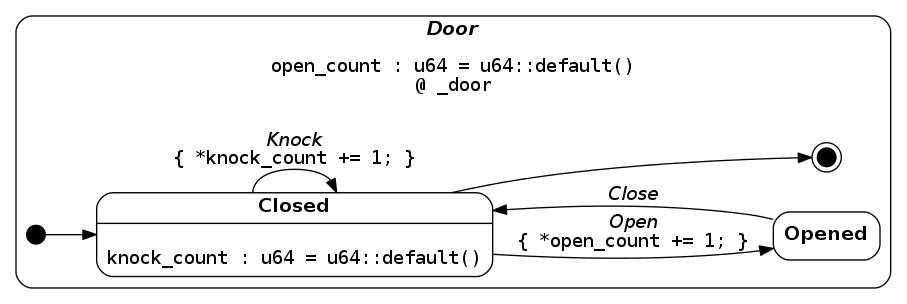 Door
open_count : u64 = u64::default()
@ _door
Knock
{ *knock_count += 1; }
Closed
knock_count : u64 = u64::default()
Close
Open
{ *open_count += 1; }
Opened